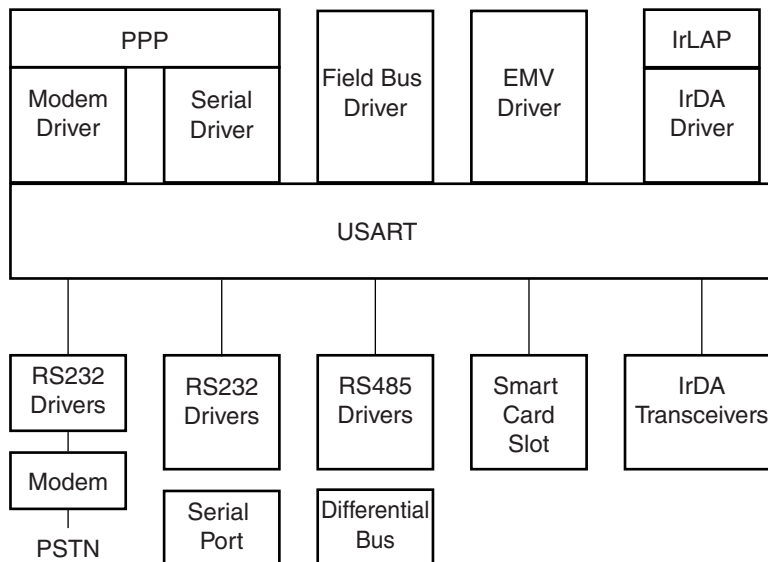 PPP
IrLAP
Modem
Driver
Serial
Driver
Field Bus
Driver
EMV
Driver
IrDA
Driver
USART
RS232
Drivers
RS232
Drivers
RS485
Drivers
Smart
Card
Slot
IrDA
Transceivers
Modem
Serial
Port
Differential
Bus
PSTN